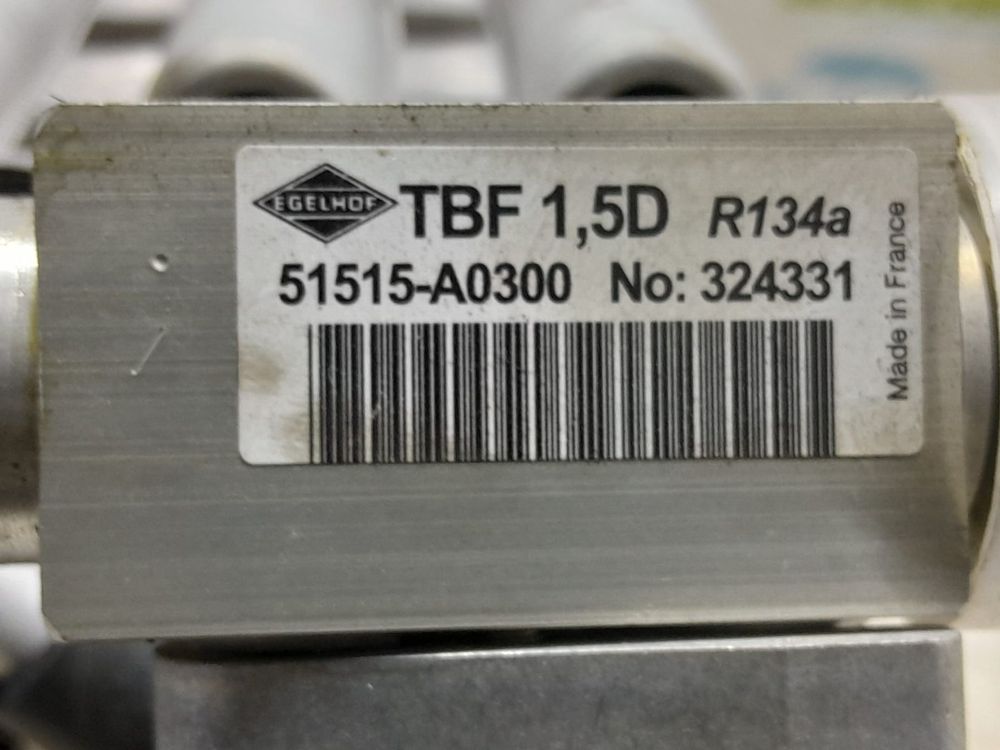 EGELHOF
TBF 1,5D R134a
51515-A0300 No: 324331
Made in France